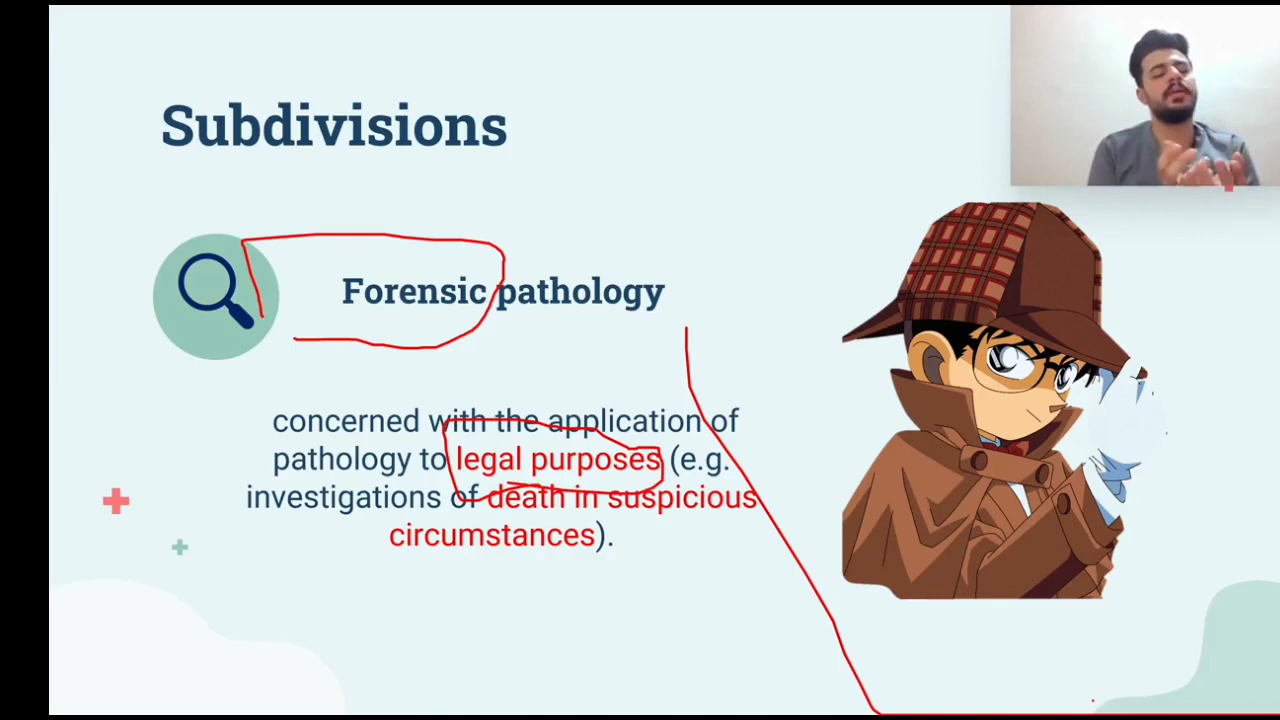 Subdivisions
Forensic pathology
concerned with the application of
pathology to legal purposes (e.g.
investigations of death in suspicious
circumstances).